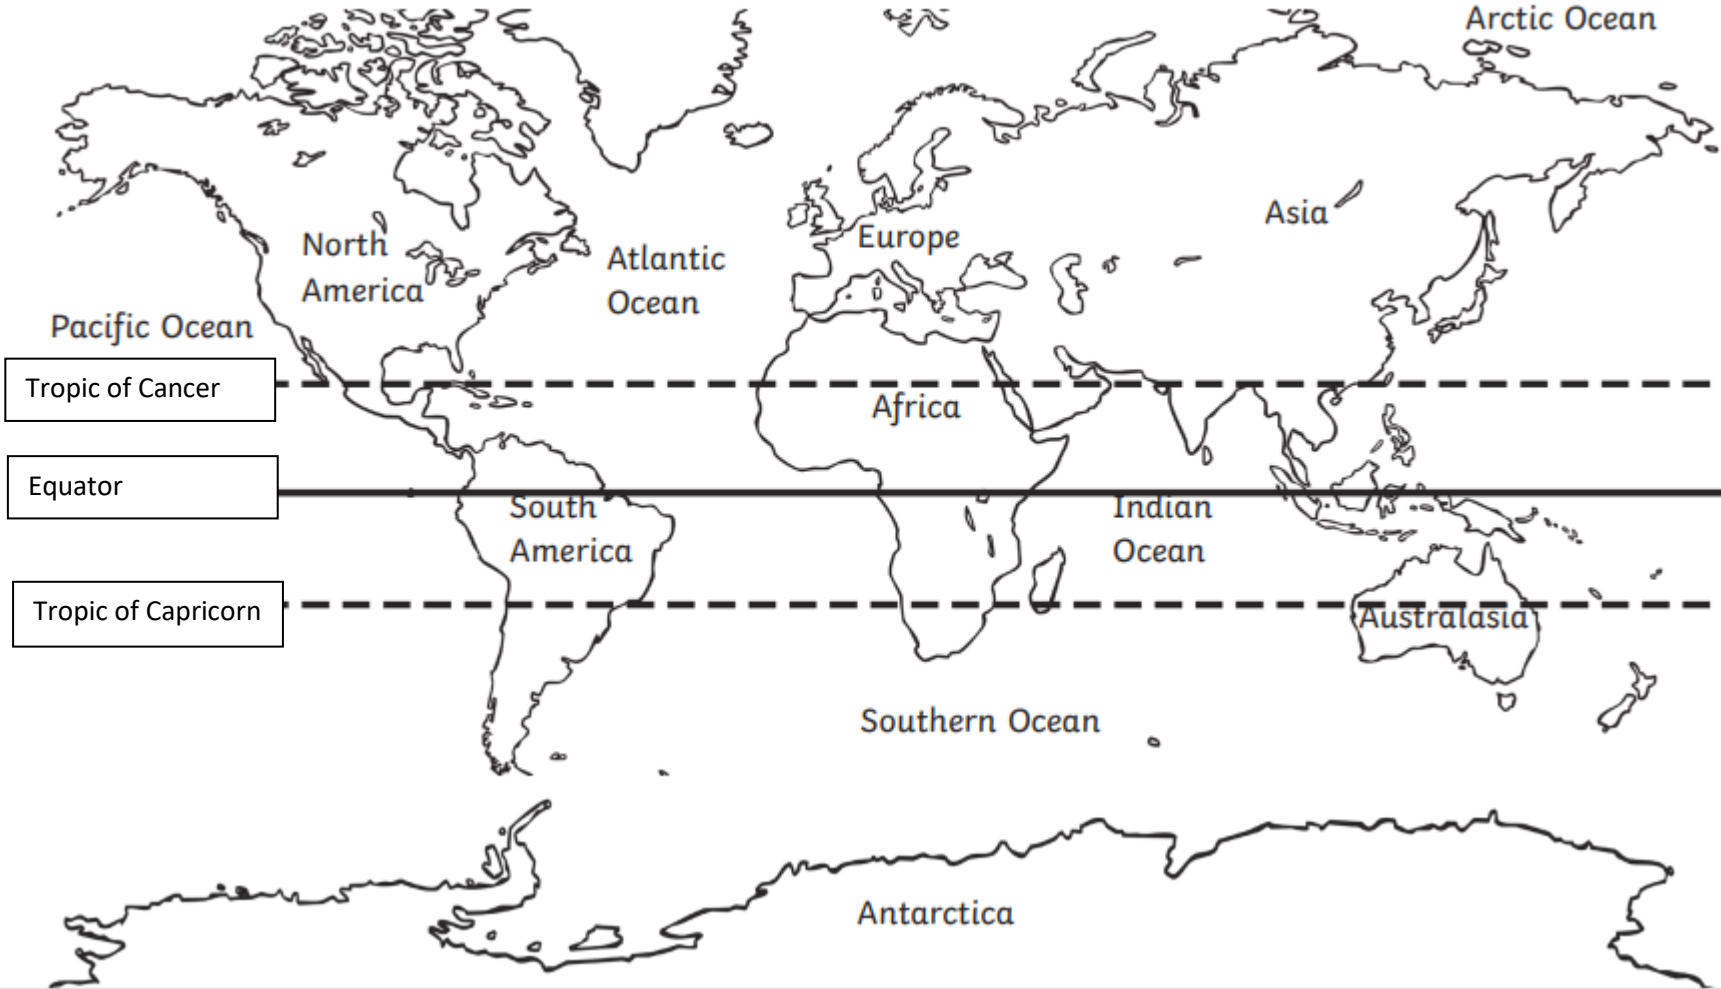 Arctic Ocean
Asia
North
America
Atlantic
Ocean
Europe
Pacific Ocean
Tropic of Cancer
Africa
Equator
South
America
Indian
Ocean
Tropic of Capricorn
Australasia
Southern Ocean
Antarctica